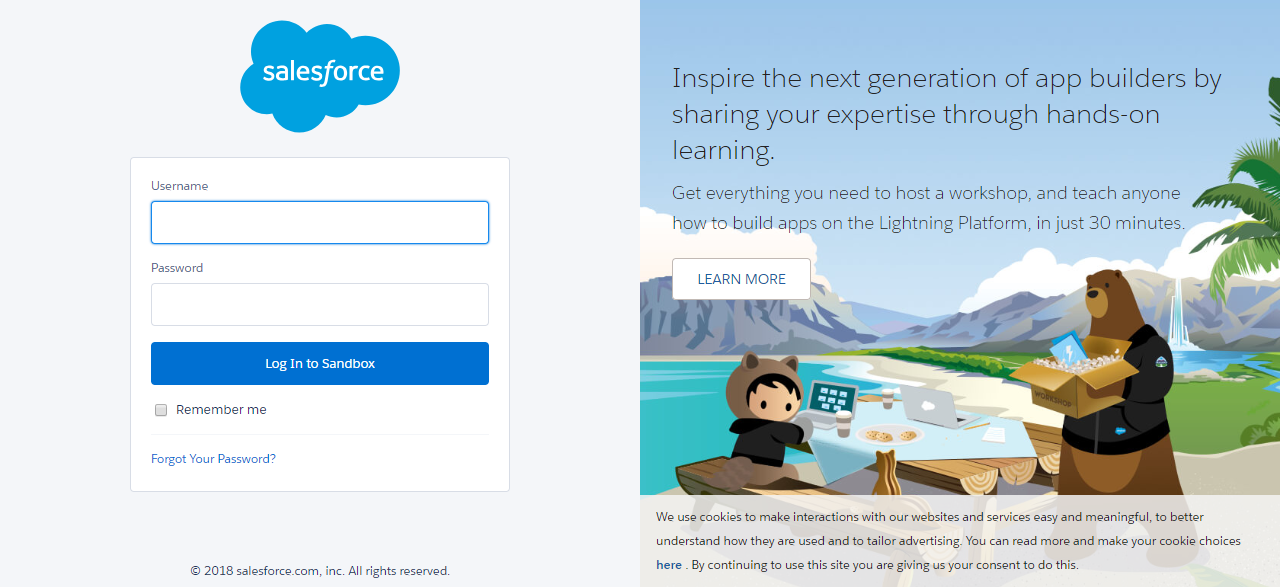 salesforce
Username
Password
Log In to Sandbox
Remember me
Forgot Your Password?
© 2018 salesforce.com, inc. All rights reserved.
Inspire the next generation of app builders by
sharing your expertise through hands-on
learning.
Get everything you need to host a workshop, and teach anyone
how to build apps on the Lightning Platform, in just 30 minutes.
LEARN MORE
WORKSHOP
We use cookies to make interactions with our websites and services easy and meaningful, to better
understand how they are used and to tailor advertising. You can read more and make your cookie choices
here . By continuing to use this site you are giving us your consent to do this.